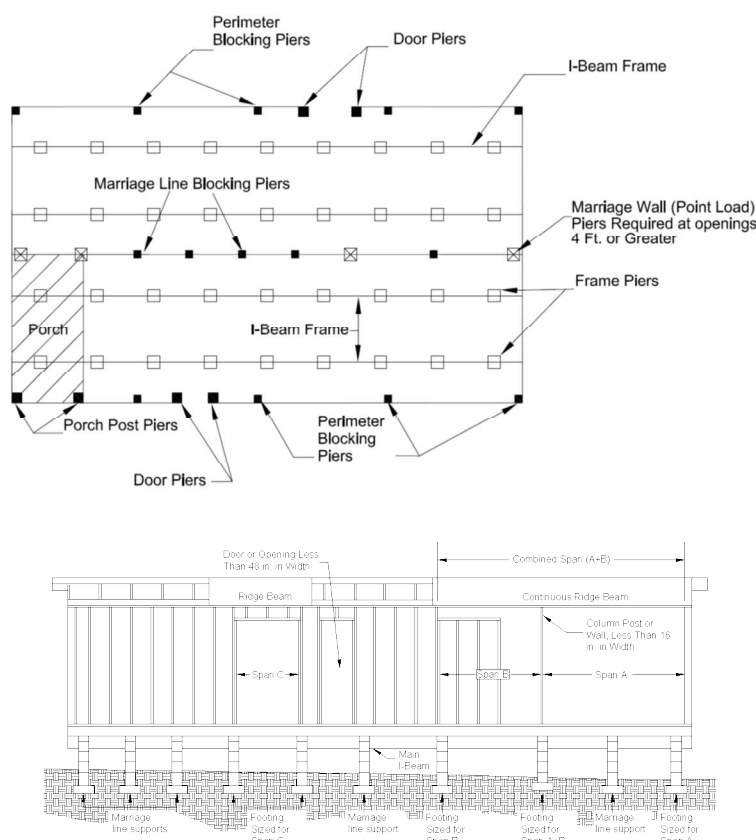 Perimeter
Blocking Piers
Door Piers
I-Beam Frame
Marriage Line Blocking Piers
Marriage Wall (Point Load)
Piers Required at openings
4 Ft. or Greater
Frame Piers
Porch
I-Beam Frame
Porch Post Piers
Perimeter
Blocking
Piers
Door Piers
Door or Opening Less
Than 48 in. in Width
Combined Span (A+B)
Ridge Beam
Continuous Ridge Beam
Column Post or
Wall, Less Than 16
in. in Width
Span C
Span B
Span A
Main
I-Beam
Marriage
line supports
Footing
Sized for
Marriage
line support
Footing
Sized for
Footing
Sized for
Marriage
line support
Footing
Sized for